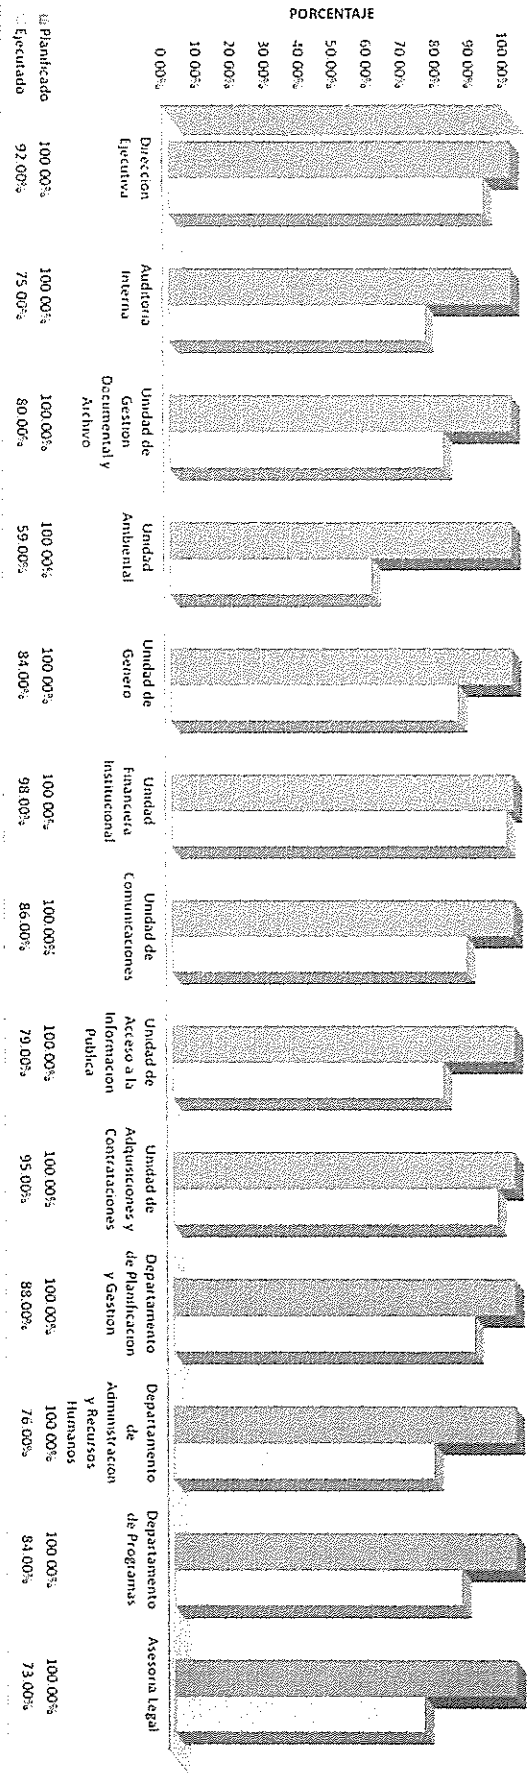 PORCENTAJE
100.00%
90.00%
80.00%
70.00%
60.00%
50.00%
40.00%
30.00%
20.00%
10.00%
0.00%
Direccion
Ejecutiva
Auditoria
Interna
Unidad de
Gestion
Documental y
Archivo
Unidad
Ambiental
Unidad de
Genero
Unidad
Financiera
Institucional
Unidad de
Comunicaciones
Unidad de
Acceso a la
Informacion
Publica
Unidad de
Adquisiciones y
Contrataciones
Departamento
de Planificacion
y Gestion
Departamento
de
Administracion
y Recursos
Humanos
Departamento
de Programas
Asesoria Legal
Planificado 100.00% 100.00% 100.00% 100.00% 100.00% 100.00% 100.00% 100.00% 100.00% 100.00% 100.00% 100.00% 100.00%
Ejecutado 92.00% 75.00% 80.00% 59.00% 84.00% 98.00% 86.00% 79.00% 95.00% 88.00% 76.00% 84.00% 73.00%